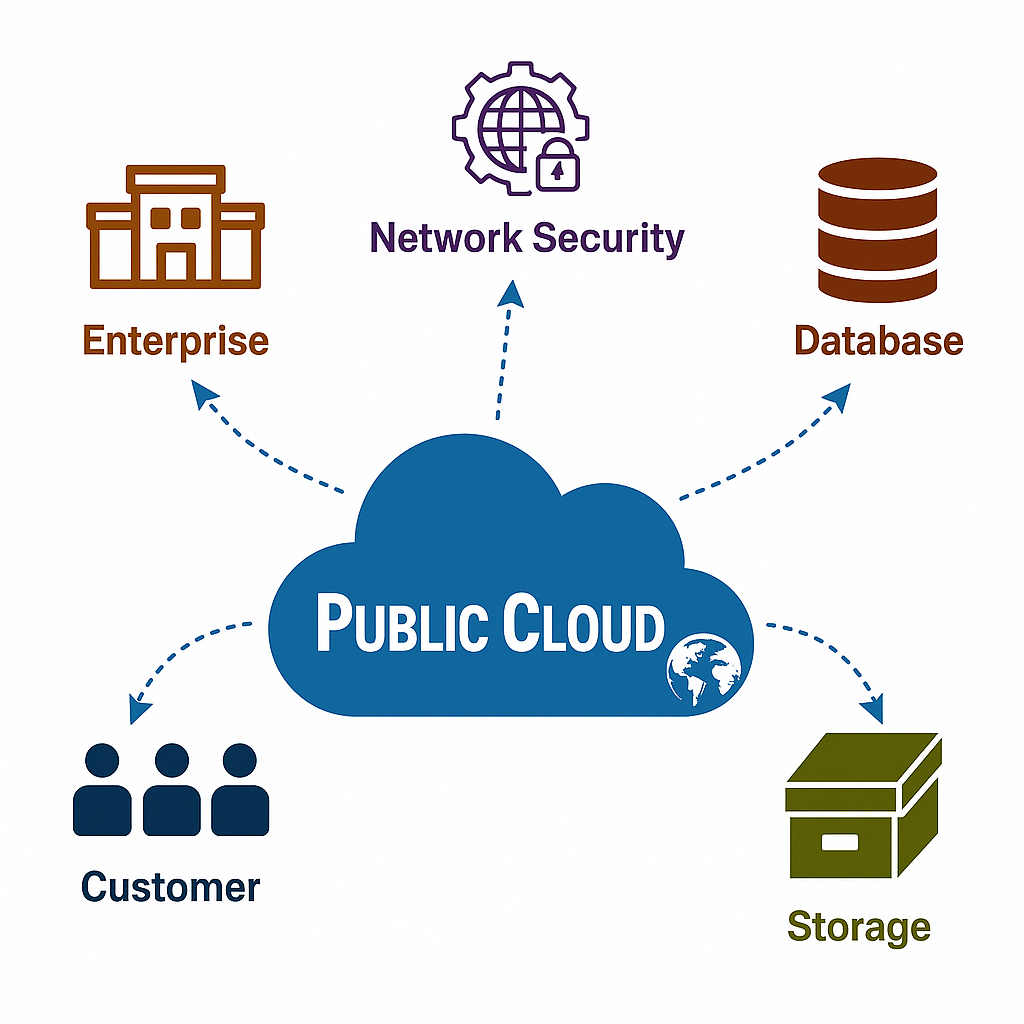 Network Security
Enterprise
Database
PUBLIC CLOUD
Customer
Storage